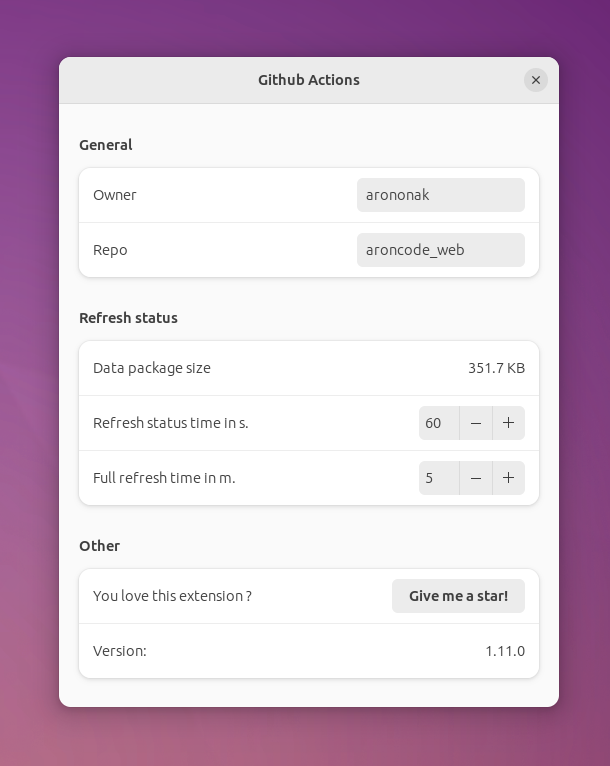 Github Actions
General
Owner arononak
Repo aroncode_web
Refresh status
Data package size 351.7 KB
Refresh status time in s. 60
Full refresh time in m. 5
Other
You love this extension ? Give me a star!
Version: 1.11.0